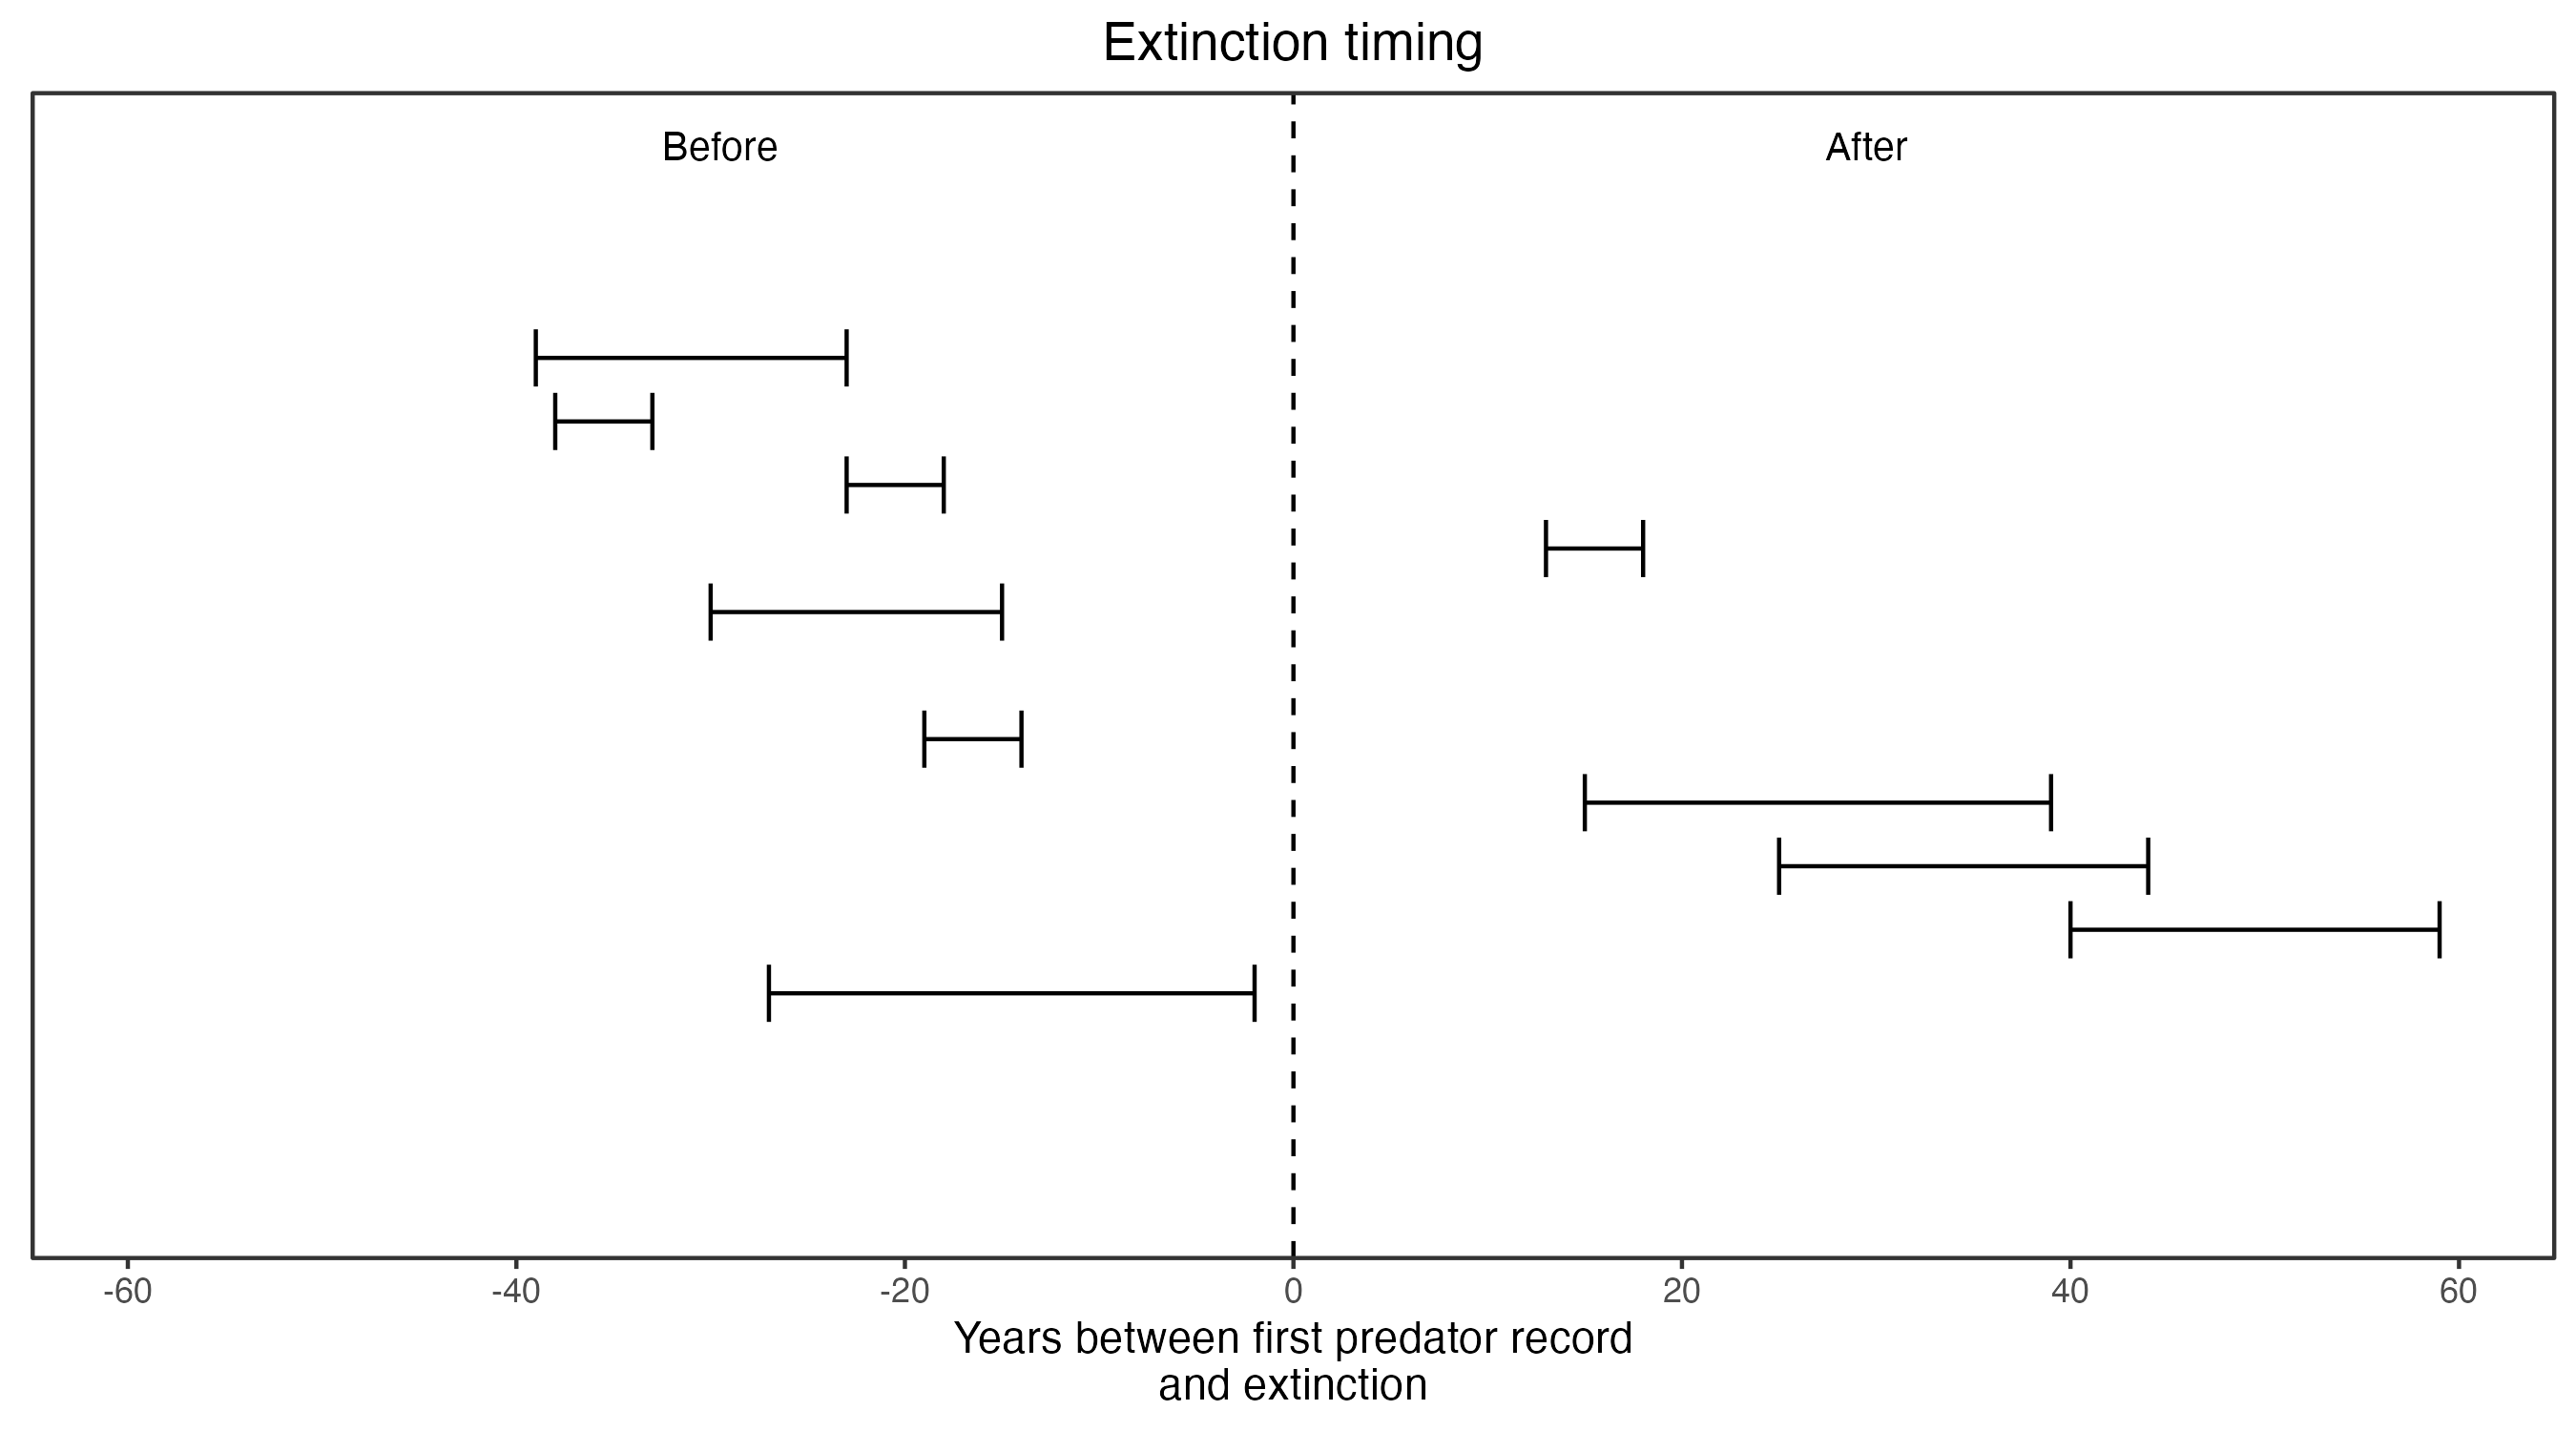 Extinction timing
Before
After
-60
-40
-20
0
20
40
60
Years between first predator record
and extinction